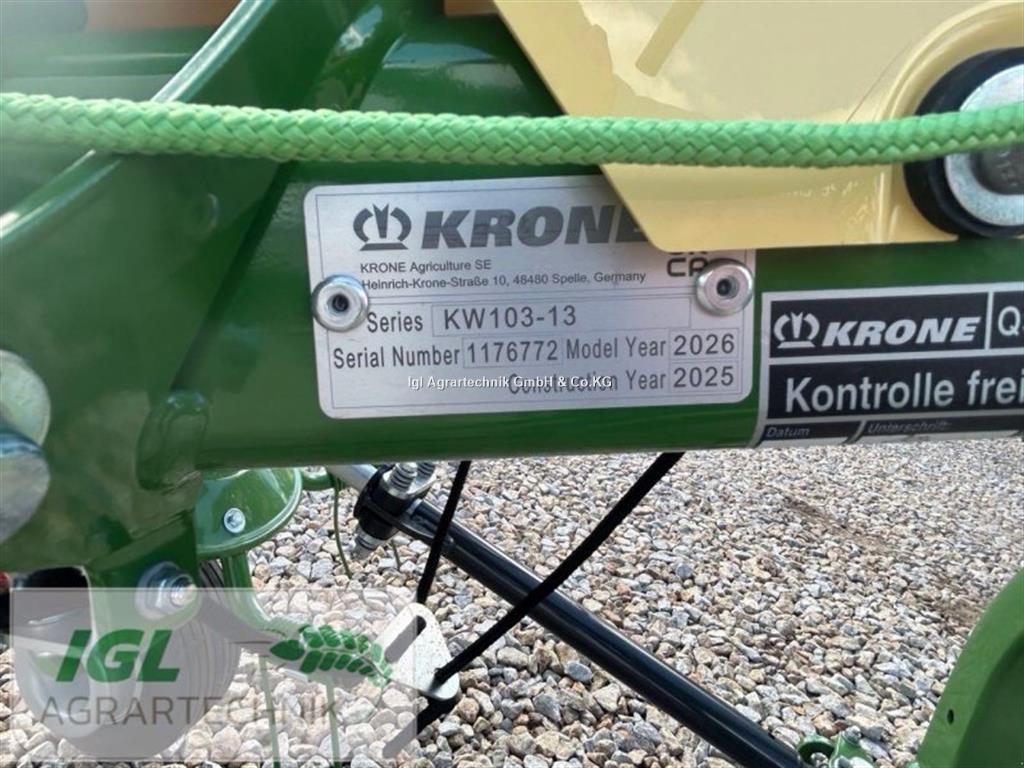 KRONE
KRONE Agriculture SE
Heinrich-Krone-Straße 10, 48480 Spelle, Germany
CA
Series KW103-13
Serial Number 1176772 Model Year 2026
Construction Year 2025
Igl Agrartechnik GmbH & Co.KG
KRONE
Kontrolle frei
Datum Unterschrift:
IGL
AGRARTECHNIK